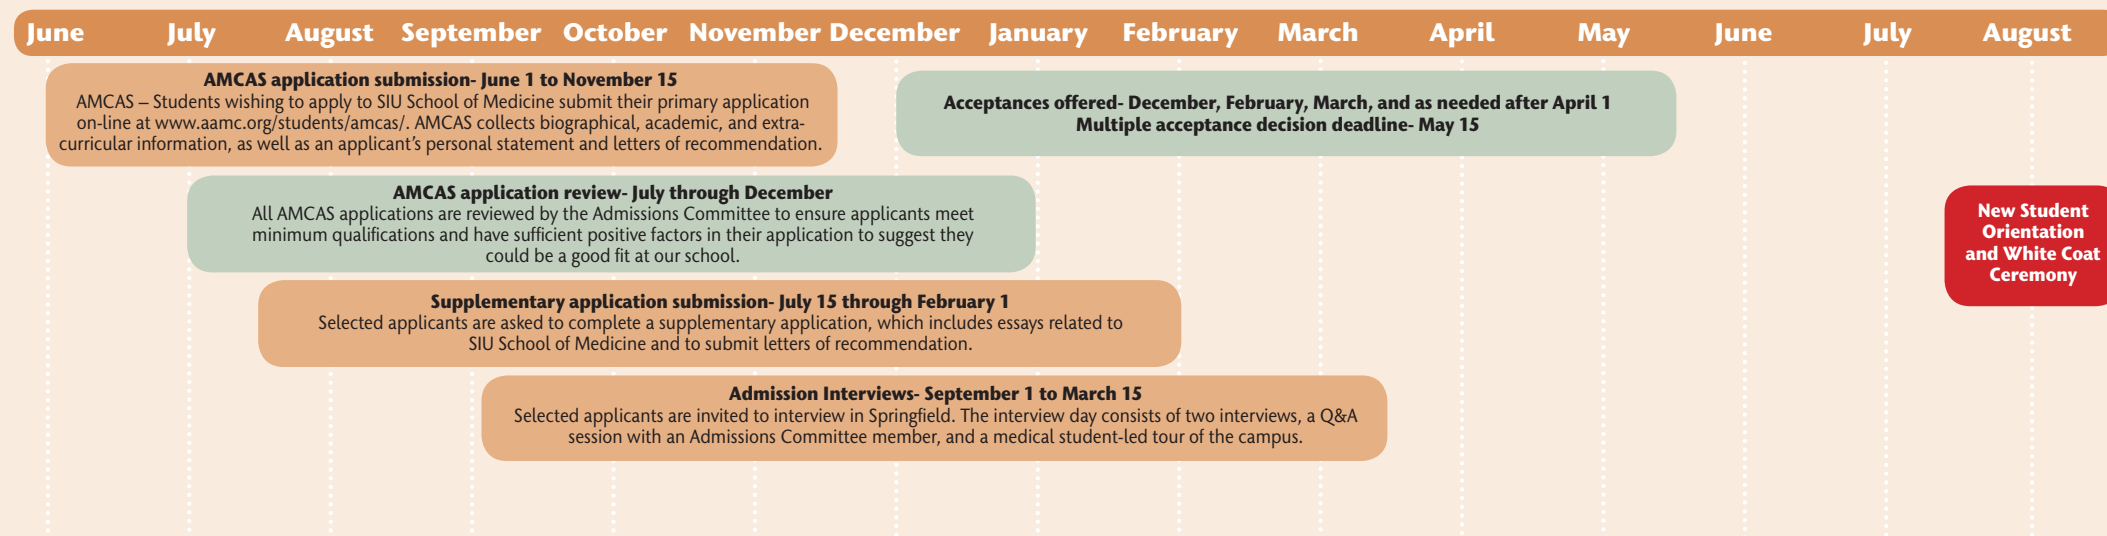 June July August September October November December January February March April May June July August
AMCAS application submission- June 1 to November 15
AMCAS – Students wishing to apply to SIU School of Medicine submit their primary application
on-line at www.aamc.org/students/amcas/. AMCAS collects biographical, academic, and extra-
curricular information, as well as an applicant’s personal statement and letters of recommendation.
Acceptances offered- December, February, March, and as needed after April 1
Multiple acceptance decision deadline- May 15
AMCAS application review- July through December
All AMCAS applications are reviewed by the Admissions Committee to ensure applicants meet
minimum qualifications and have sufficient positive factors in their application to suggest they
could be a good fit at our school.
New Student
Orientation
and White Coat
Ceremony
Supplementary application submission- July 15 through February 1
Selected applicants are asked to complete a supplementary application, which includes essays related to
SIU School of Medicine and to submit letters of recommendation.
Admission Interviews- September 1 to March 15
Selected applicants are invited to interview in Springfield. The interview day consists of two interviews, a Q&A
session with an Admissions Committee member, and a medical student-led tour of the campus.